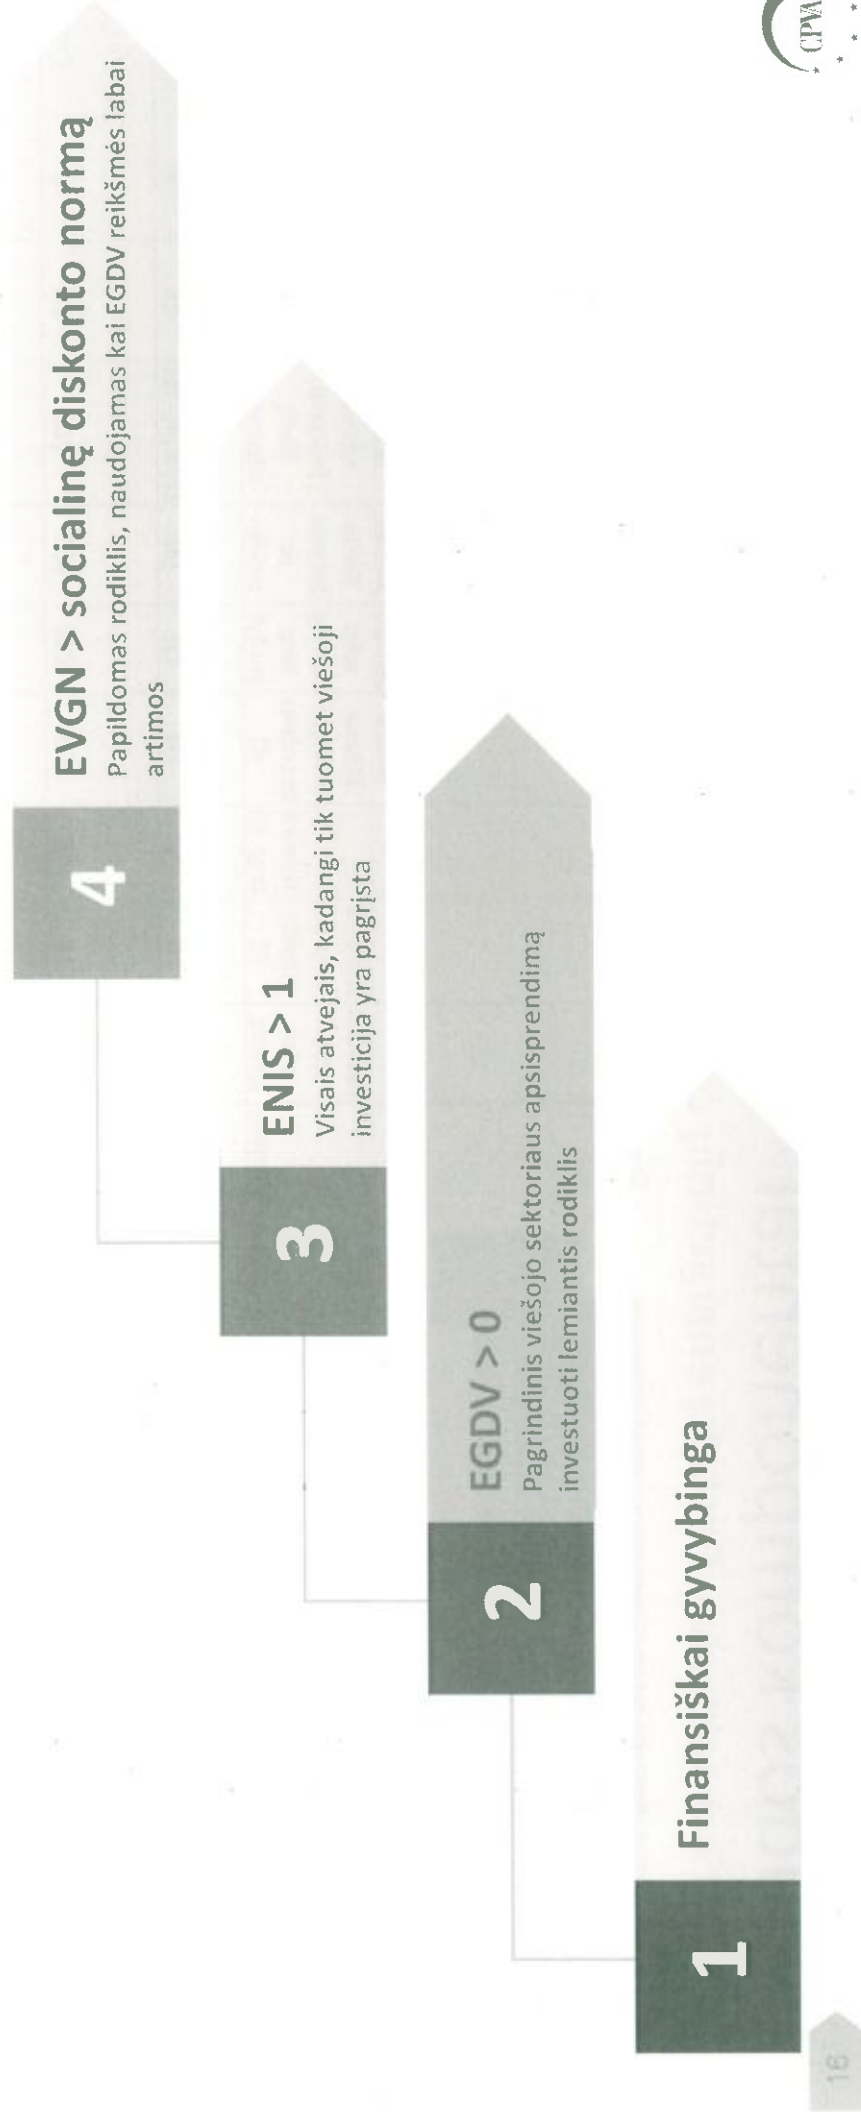 4
EVGN > socialinę diskonto normą
Papildomas rodiklis, naudojamas kai EGDV reikšmės labai
artimos
3
ENIS > 1
Visais atvejais, kadangi tik tuomet viešoji
investicija yra pagrįsta
2
EGDV > 0
Pagrindinis viešojo sektoriaus apsisprendimą
investuoti lemiantis rodiklis
1
Finansiškai gyvybinga
16
CPVA